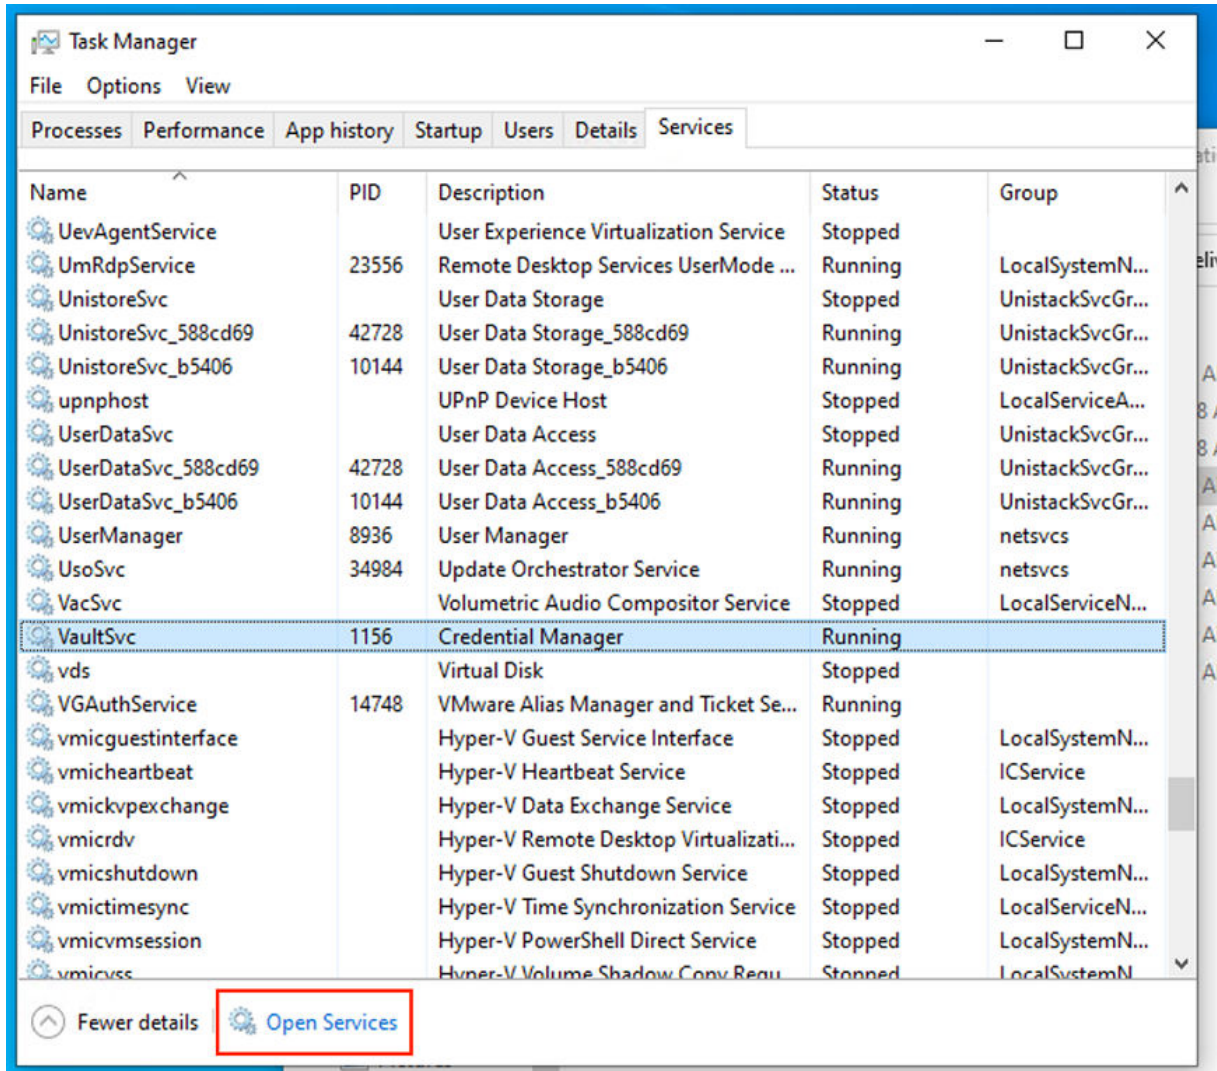 Task Manager
File Options View
Processes Performance App history Startup Users Details Services
Name PID Description Status Group
UevAgentService User Experience Virtualization Service Stopped
UmRdpService 23556 Remote Desktop Services UserMode ... Running LocalSystemN...
UnistoreSvc User Data Storage Stopped UnistackSvcGr...
UnistoreSvc_588cd69 42728 User Data Storage_588cd69 Running UnistackSvcGr...
UnistoreSvc_b5406 10144 User Data Storage_b5406 Running UnistackSvcGr...
upnphost UPnP Device Host Stopped LocalServiceA...
UserDataSvc User Data Access Stopped UnistackSvcGr...
UserDataSvc_588cd69 42728 User Data Access_588cd69 Running UnistackSvcGr...
UserDataSvc_b5406 10144 User Data Access_b5406 Running UnistackSvcGr...
UserManager 8936 User Manager Running netsvcs
UsoSvc 34984 Update Orchestrator Service Running netsvcs
VacSvc Volumetric Audio Compositor Service Stopped LocalServiceN...
VaultSvc 1156 Credential Manager Running
vds Virtual Disk Stopped
VGAuthService 14748 VMware Alias Manager and Ticket Se... Running
vmicguestinterface Hyper-V Guest Service Interface Stopped LocalSystemN...
vmicheartbeat Hyper-V Heartbeat Service Stopped ICService
vmickvpexchange Hyper-V Data Exchange Service Stopped LocalSystemN...
vmicrdv Hyper-V Remote Desktop Virtualizati... Stopped ICService
vmicshutdown Hyper-V Guest Shutdown Service Stopped LocalSystemN...
vmictimesync Hyper-V Time Synchronization Service Stopped LocalServiceN...
vmicvmsession Hyper-V PowerShell Direct Service Stopped LocalSystemN...
vmicvss Hyper-V Volume Shadow Copy Requ Stopped LocalSystemN
Fewer details Open Services